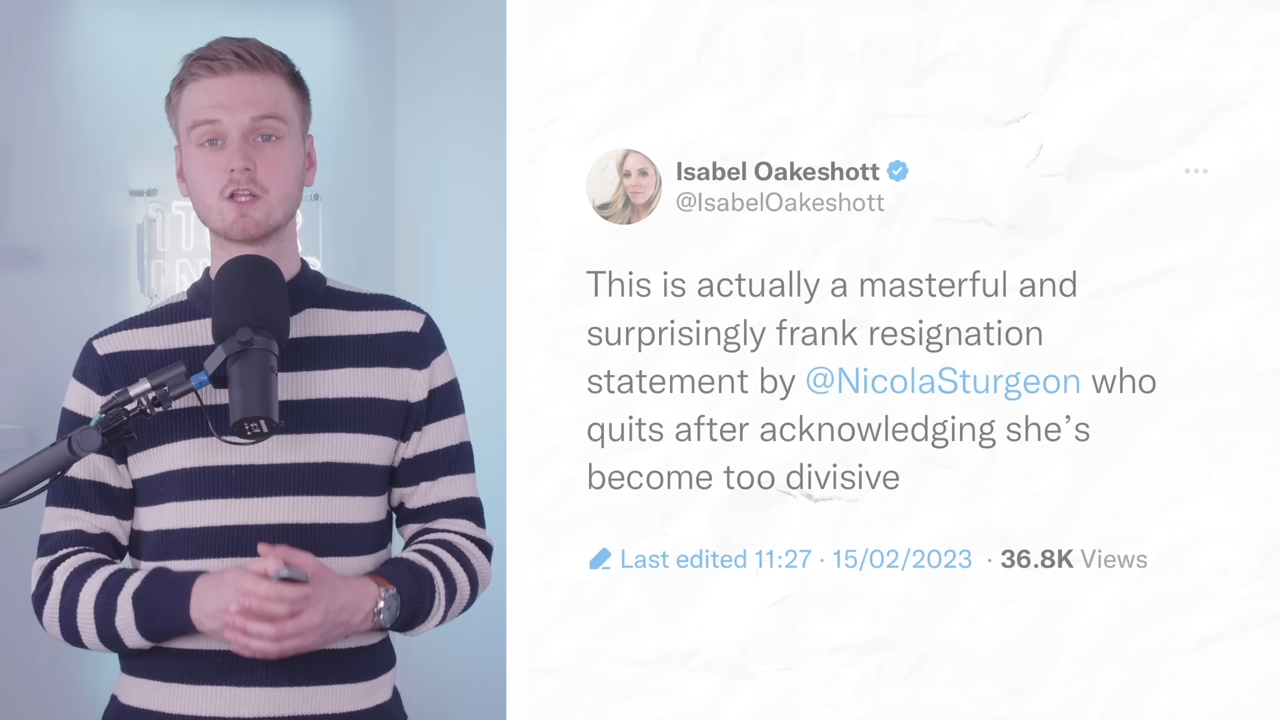 Isabel Oakeshott
@IsabelOakeshott
This is actually a masterful and
surprisingly frank resignation
statement by @NicolaSturgeon who
quits after acknowledging she’s
become too divisive
Last edited 11:27 · 15/02/2023 · 36.8K Views